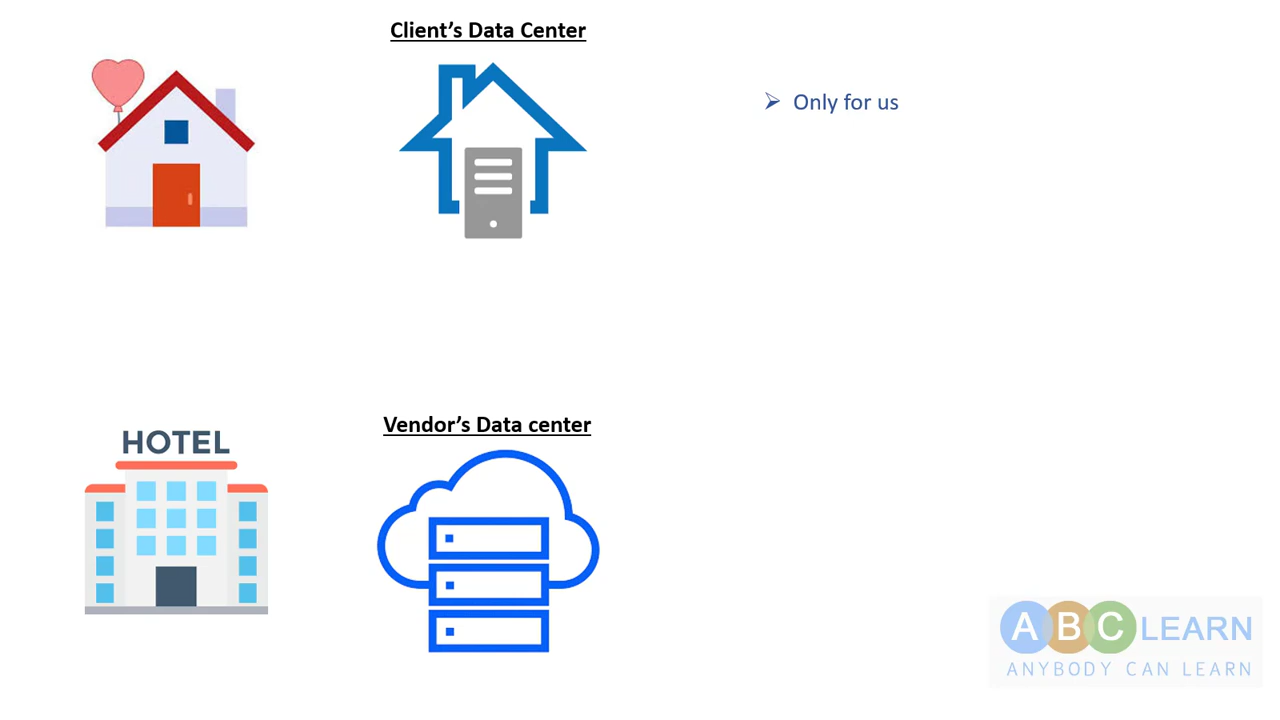 Client’s Data Center
➢ Only for us
HOTEL
Vendor’s Data center
ABC LEARN
ANYBODY CAN LEARN